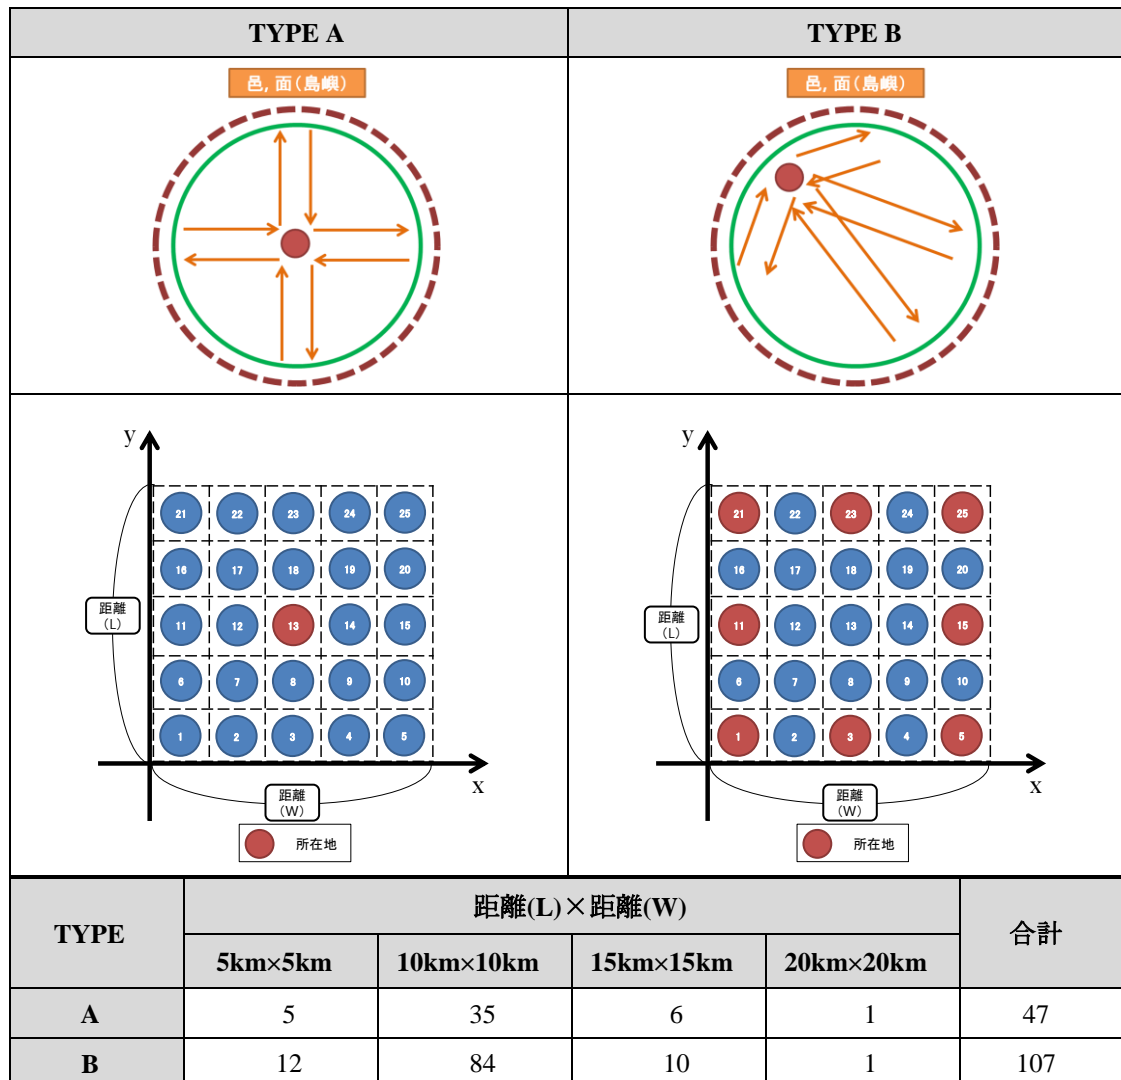 TYPE A
TYPE B
邑, 面(島嶼)
邑, 面(島嶼)
y
21 22 23 24 25
16 17 18 19 20
11 12 13 14 15
6 7 8 9 10
1 2 3 4 5
距離
(L)
x
距離
(W)
所在地
y
21 22 23 24 25
16 17 18 19 20
11 12 13 14 15
6 7 8 9 10
1 2 3 4 5
距離
(L)
x
距離
(W)
所在地
TYPE
距離(L)×距離(W)
合計
5km×5km 10km×10km 15km×15km 20km×20km
A 5 35 6 1 47
B 12 84 10 1 107